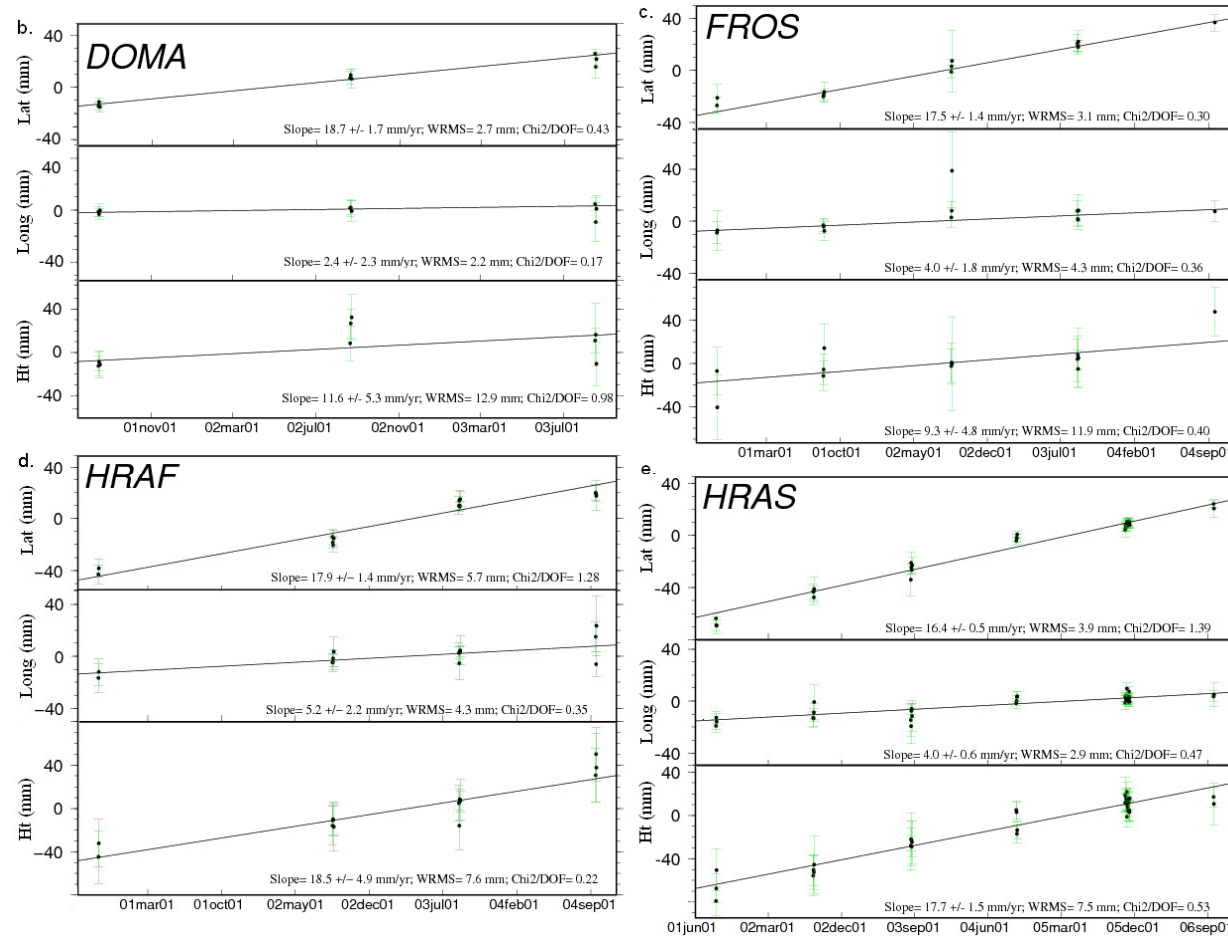 b.
DOMA
40
0
-40
Lat (mm)
Slope= 18.7 +/- 1.7 mm/yr; WRMS= 2.7 mm; Chi2/DOF= 0.43
40
0
-40
Long (mm)
2.4 +/- 2.3 mm/yr; WRMS= 2.2 mm; Chi2/DOF= 0.17
Slope=
40
0
-40
Ht (mm)
Slope= 11.6 +/- 5.3 mm/yr; WRMS= 12.9 mm; Chi2/DOF= 0.98
01nov01 02mar01 02jul01 02nov01 03mar01 03jul01
c.
FROS
40
0
-40
Lat (mm)
Slope= 17.5 +/- 1.4 mm/yr; WRMS= 3.1 mm; Chi2/DOF= 0.30
40
0
-40
Long (mm)
Slope= 4.0 +/- 1.8 mm/yr; WRMS= 4.3 mm; Chi2/DOF= 0.36
40
0
-40
Ht (mm)
Slope= 9.3 +/- 4.8 mm/yr; WRMS= 11.9 mm; Chi2/DOF= 0.40
01mar01 01oct01 02may01 02dec01 03jul01 04feb01 04sep01
d.
HRAF
40
0
-40
Lat (mm)
Slope= 17.9 +/- 1.4 mm/yr; WRMS= 5.7 mm; Chi2/DOF= 1.28
40
0
-40
Long (mm)
Slope= 5.2 +/- 2.2 mm/yr; WRMS= 4.3 mm; Chi2/DOF= 0.35
40
0
-40
Ht (mm)
Slope= 18.5 +/- 4.9 mm/yr; WRMS= 7.6 mm; Chi2/DOF= 0.22
01mar01 01oct01 02may01 02dec01 03jul01 04feb01 04sep01
e.
HRAS
40
0
-40
Lat (mm)
Slope= 16.4 +/- 0.5 mm/yr; WRMS= 3.9 mm; Chi2/DOF= 1.39
40
0
-40
Long (mm)
Slope= 4.0 +/- 0.6 mm/yr; WRMS= 2.9 mm; Chi2/DOF= 0.47
40
0
-40
Ht (mm)
Slope= 17.7 +/- 1.5 mm/yr; WRMS= 7.5 mm; Chi2/DOF= 0.53
01jun01 02mar01 02dec01 03sep01 04jun01 05mar01 05dec01 06sep01